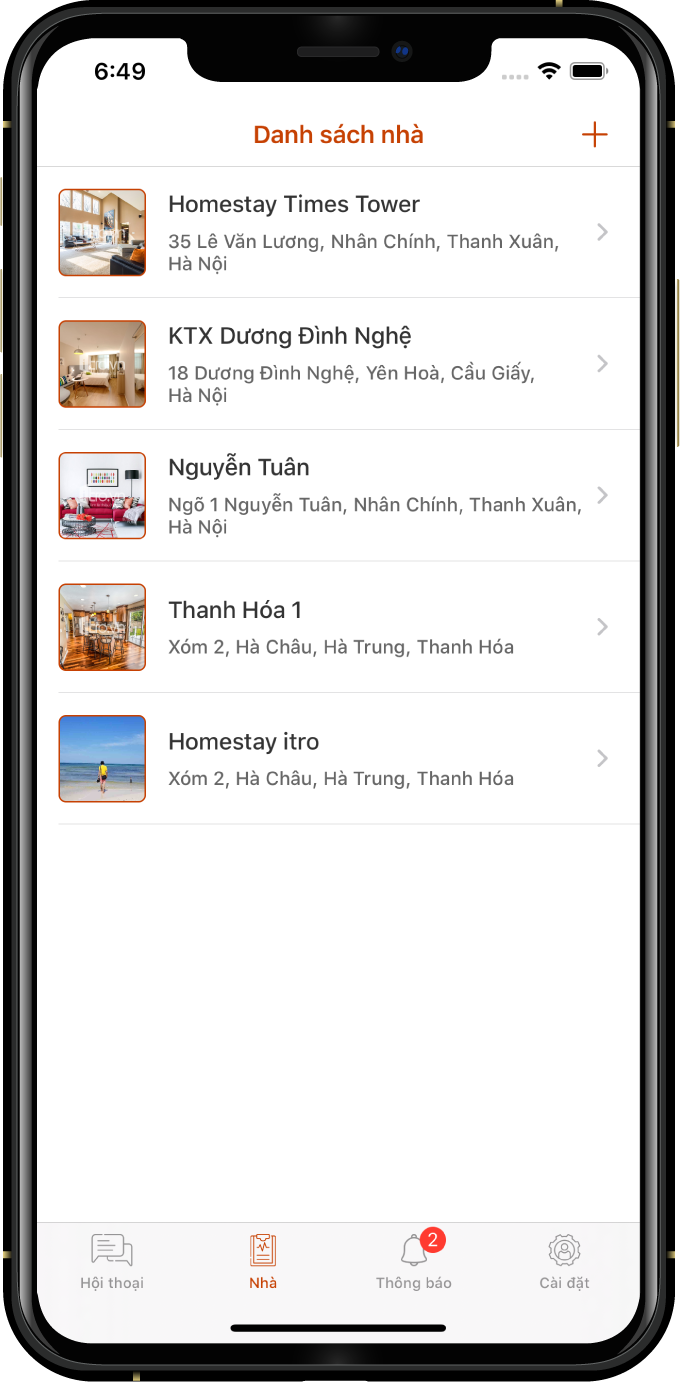 6:49
Danh sách nhà
Homestay Times Tower
35 Lê Văn Lương, Nhân Chính, Thanh Xuân,
Hà Nội
KTX Dương Đình Nghệ
18 Dương Đình Nghệ, Yên Hoà, Cầu Giấy,
Hà Nội
Nguyễn Tuân
Ngõ 1 Nguyễn Tuân, Nhân Chính, Thanh Xuân,
Hà Nội
Thanh Hóa 1
Xóm 2, Hà Châu, Hà Trung, Thanh Hóa
Homestay itro
Xóm 2, Hà Châu, Hà Trung, Thanh Hóa
2
Hội thoại
Nhà
Thông báo
Cài đặt